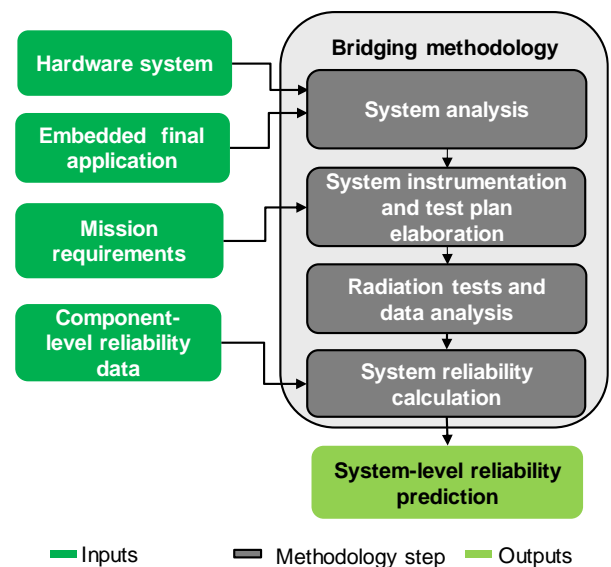 Bridging methodology
Hardware system
System analysis
Embedded final
application
System instrumentation
and test plan
elaboration
Mission
requirements
Radiation tests and
data analysis
Component-
level reliability
data
System reliability
calculation
System-level reliability
prediction
Inputs
Methodology step
Outputs